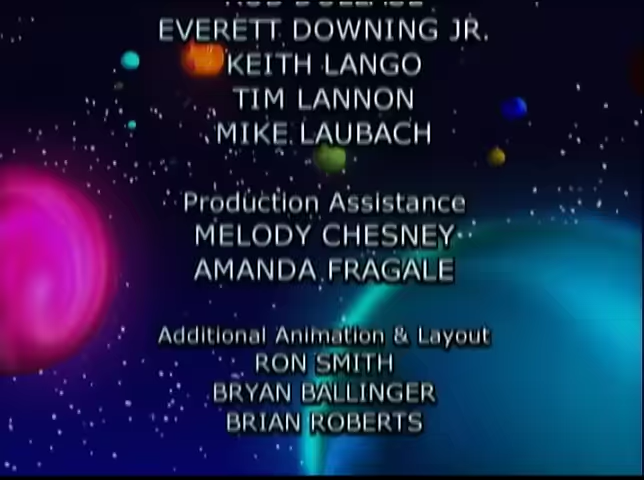 EVERETT DOWNING JR.
KEITH LANGO
TIM LANNON
MIKE LAUBACH
Production Assistance
MELODY CHESNEY
AMANDA FRAGALE
Additional Animation & Layout
RON SMITH
BRYAN BALLINGER
BRIAN ROBERTS